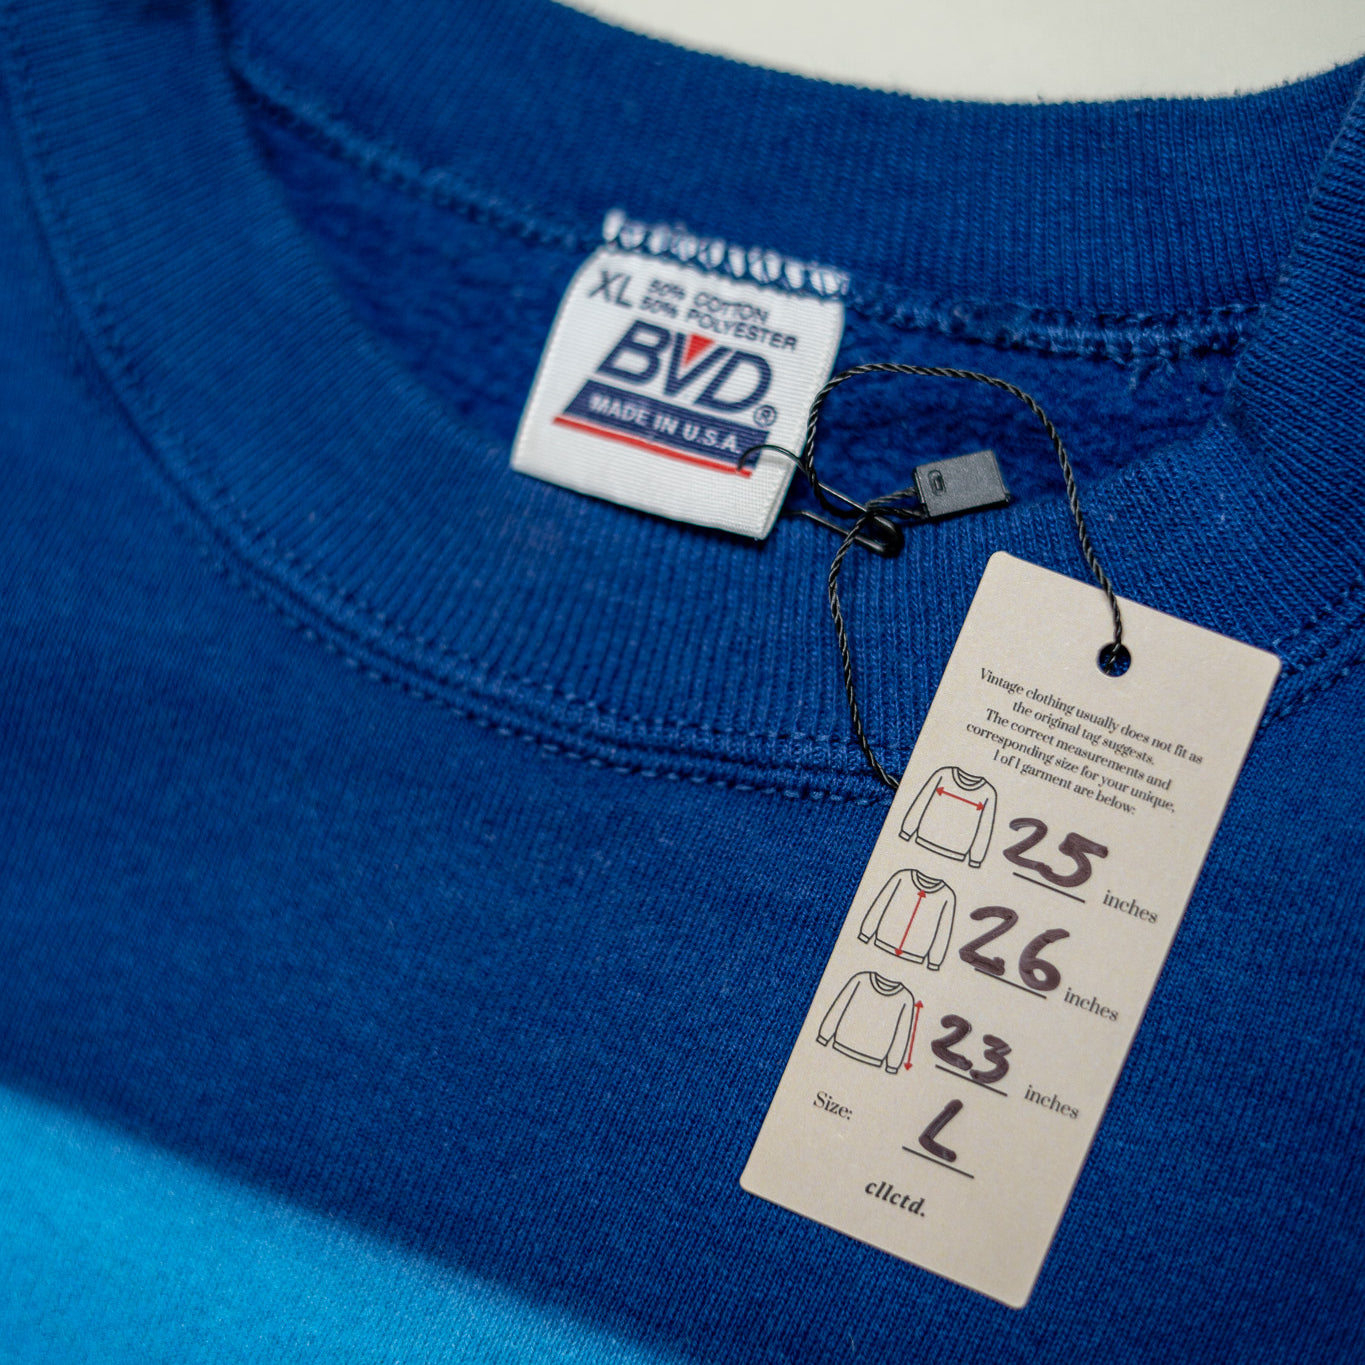 XL 50% COTTON
50% POLYESTER
BVD®
MADE IN U.S.A.
Vintage clothing usually does not fit as
the original tag suggests.
The correct measurements and
corresponding size for your unique,
1 of 1 garment are below:
25 inches
26 inches
23 inches
Size: L
cllctd.